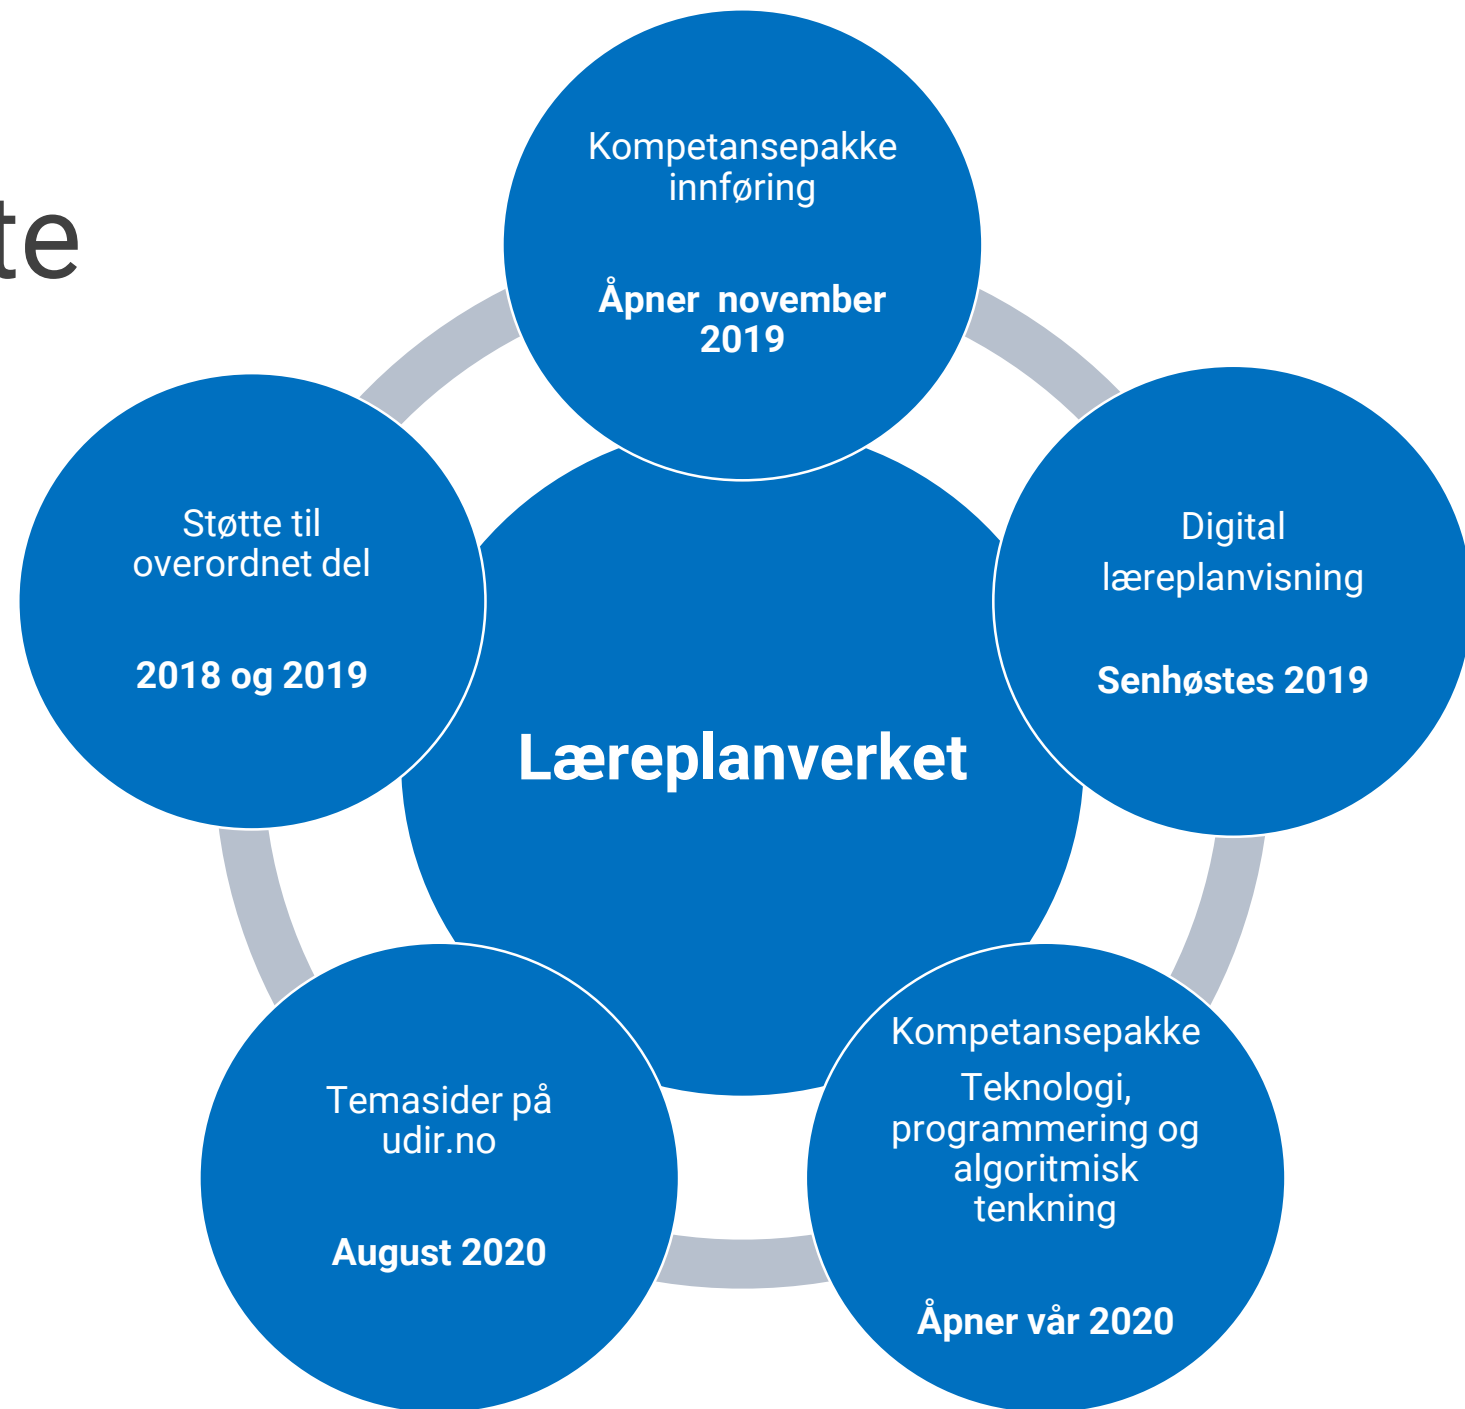 te
Kompetansepakke
innføring
Åpner  november
2019
Støtte til
overordnet del
2018 og 2019
Digital
læreplanvisning
Senhøstes 2019
Læreplanverket
Temasider på
udir.no
August 2020
Kompetansepakke
Teknologi,
programmering og
algoritmisk
tenkning
Åpner vår 2020